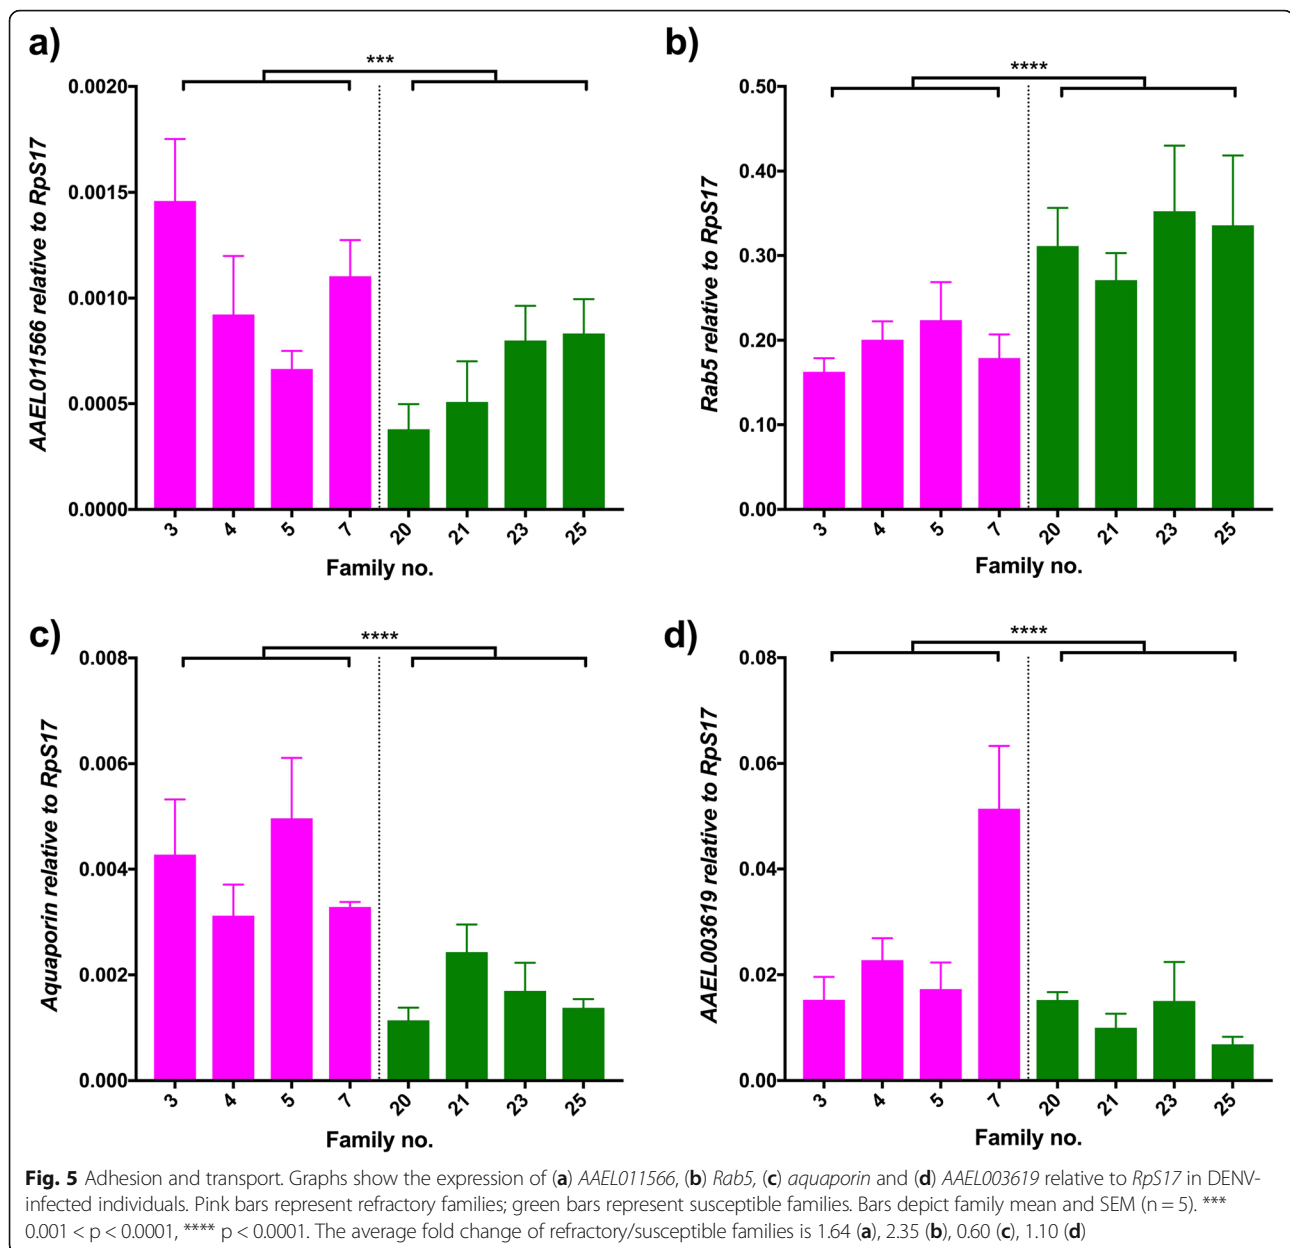 a)
***
0.0020
0.0015
0.0010
0.0005
0.0000
AAEL011566 relative to RpS17
3 4 5 7 20 21 23 25
Family no.
b)
****
0.50
0.40
0.30
0.20
0.10
0.00
Rab5 relative to RpS17
3 4 5 7 20 21 23 25
Family no.
c)
****
0.008
0.006
0.004
0.002
0.000
Aquaporin relative to RpS17
3 4 5 7 20 21 23 25
Family no.
d)
****
0.08
0.06
0.04
0.02
0.00
AAEL003619 relative to RpS17
3 4 5 7 20 21 23 25
Family no.
Fig. 5 Adhesion and transport. Graphs show the expression of (a) AAEL011566, (b) Rab5, (c) aquaporin and (d) AAEL003619 relative to RpS17 in DENV-
infected individuals. Pink bars represent refractory families; green bars represent susceptible families. Bars depict family mean and SEM (n = 5). ***
0.001 < p < 0.0001, **** p < 0.0001. The average fold change of refractory/susceptible families is 1.64 (a), 2.35 (b), 0.60 (c), 1.10 (d)